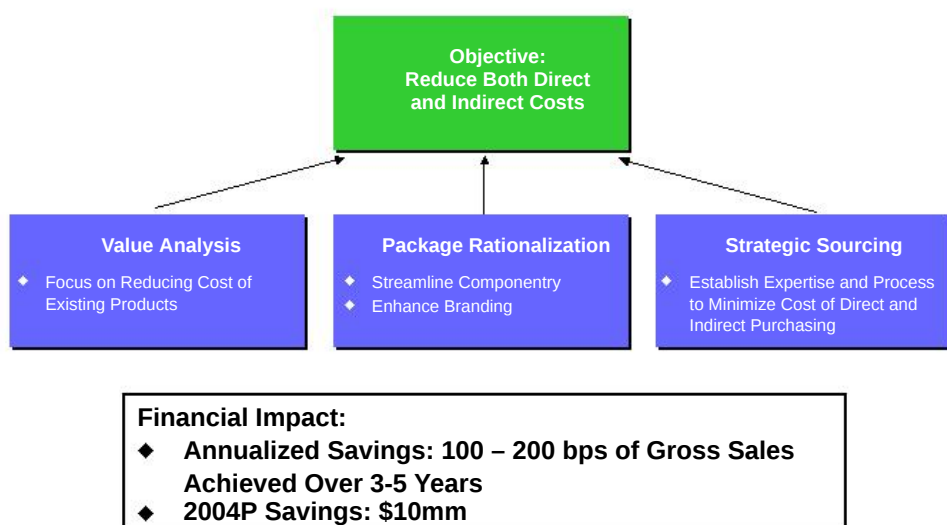 Objective:
Reduce Both Direct
and Indirect Costs
Value Analysis
◆ Focus on Reducing Cost of
Existing Products
Package Rationalization
◆ Streamline Componentry
◆ Enhance Branding
Strategic Sourcing
◆ Establish Expertise and Process
to Minimize Cost of Direct and
Indirect Purchasing
Financial Impact:
◆ Annualized Savings: 100 – 200 bps of Gross Sales
Achieved Over 3-5 Years
◆ 2004P Savings: $10mm